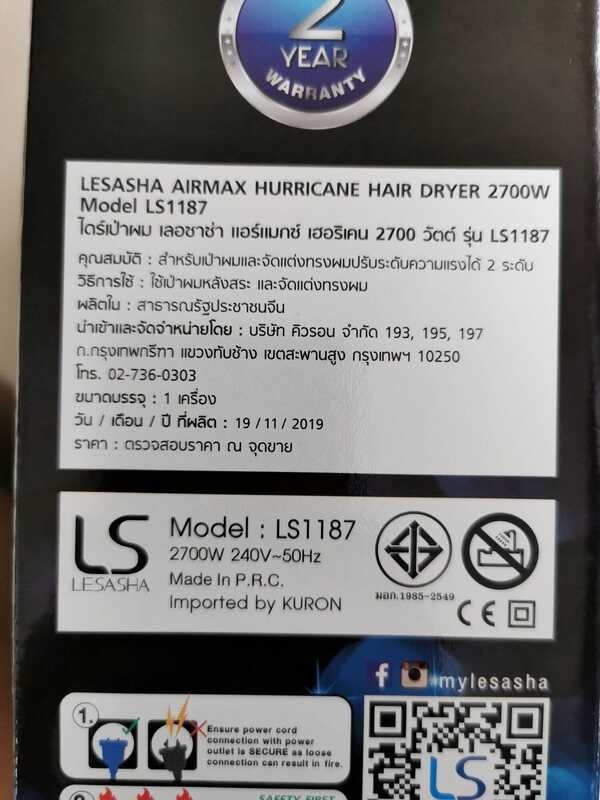 2
YEAR
WARRANTY
LESASHA AIRMAX HURRICANE HAIR DRYER 2700W
Model LS1187
ไดร์เป่าผม เลอซาช่า แอร์แมกซ์ เฮอริเคน 2700 วัตต์ รุ่น LS1187
คุณสมบัติ : สำหรับเป่าผมและจัดแต่งทรงผมปรับระดับความแรงได้ 2 ระดับ
วิธีการใช้ : ใช้เป่าผมหลังสระ และจัดแต่งทรงผม
ผลิตใน : สาธารณรัฐประชาชนจีน
นำเข้าและจัดจำหน่ายโดย : บริษัท คิวรอน จำกัด 193, 195, 197
ถ.กรุงเทพกรีฑา แขวงทับช้าง เขตสะพานสูง กรุงเทพฯ 10250
โทร. 02-736-0303
ขนาดบรรจุ : 1 เครื่อง
วัน / เดือน / ปี ที่ผลิต : 19 / 11 / 2019
ราคา : ตรวจสอบราคา ณ จุดขาย
LS
LESASHA
Model : LS1187
2700W 240V~50Hz
Made In P.R.C.
Imported by KURON
มอก.1985-2549
CE
f mylesasha
1.
Ensure power cord
connection with power
outlet is SECURE as loose
connection can result in fire.
LS
SAFETY FIRST